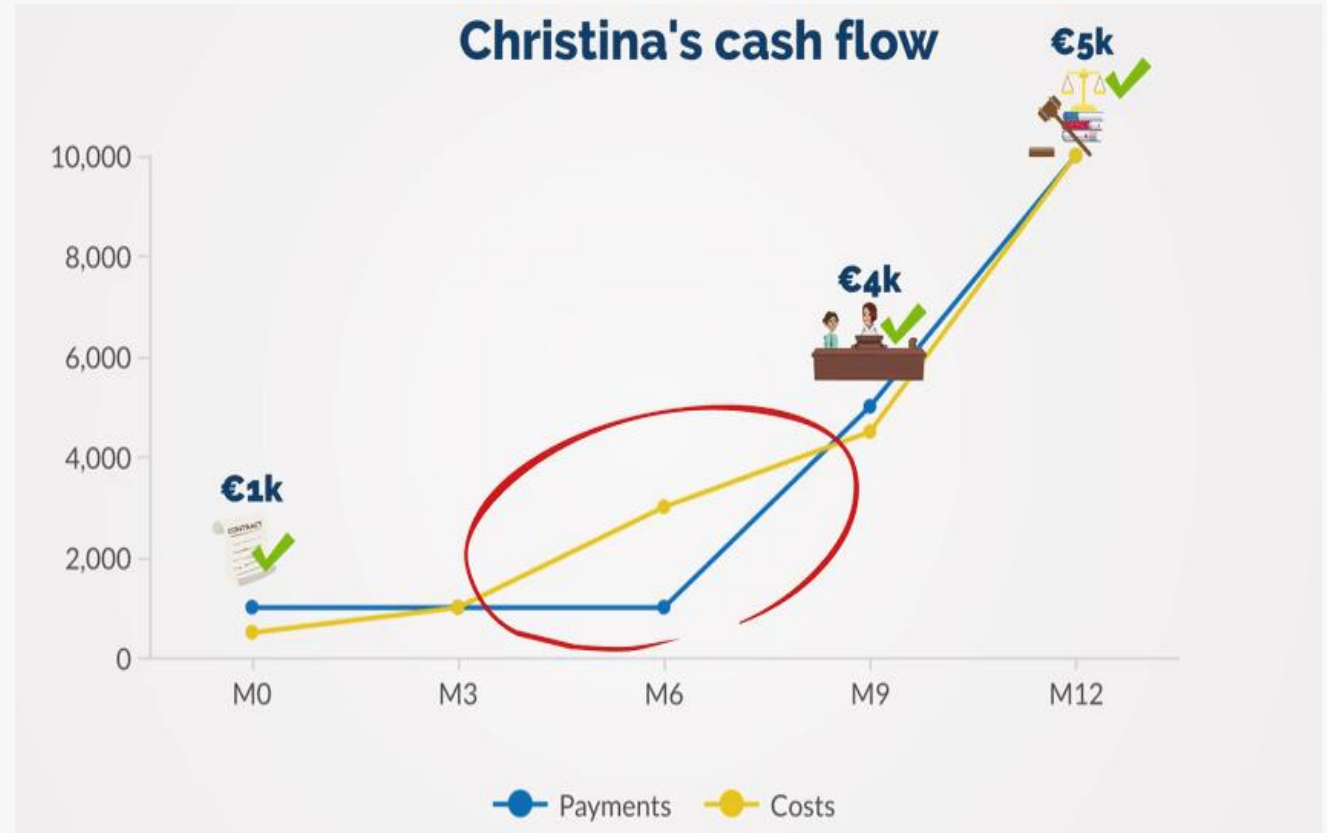 Christina's cash flow
€5k
10,000
8,000
€4k
6,000
4,000
€1k
CONTRACT
2,000
0
M0 M3 M6 M9 M12
Payments Costs